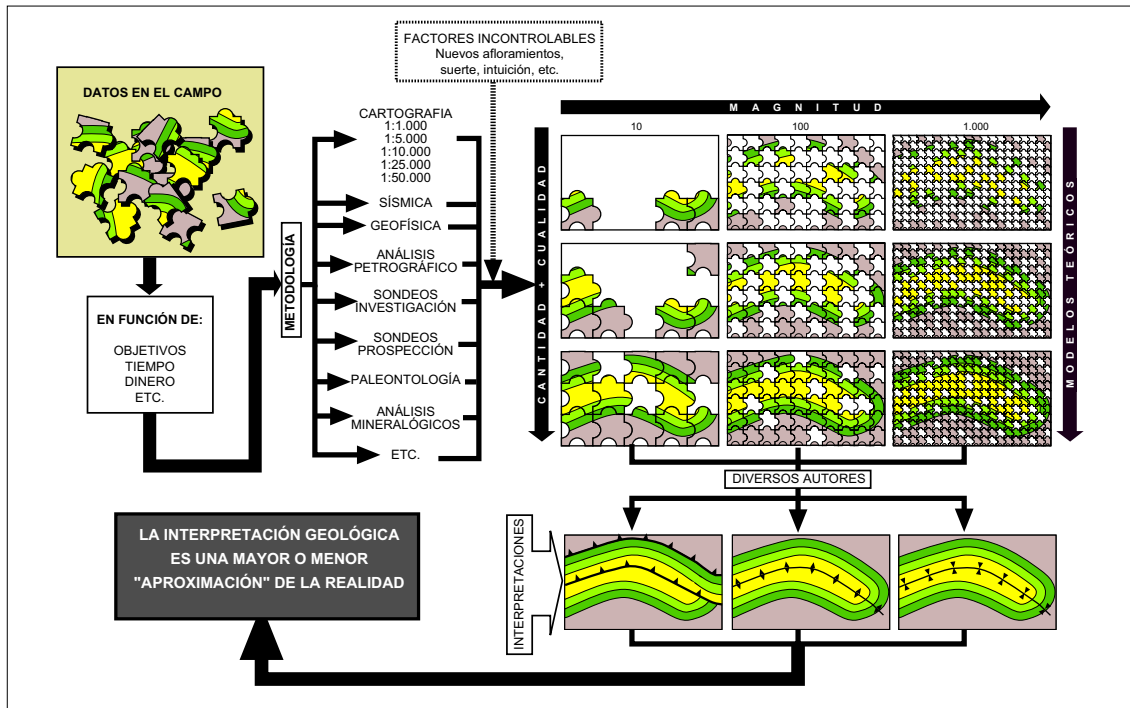 FACTORES INCONTROLABLES
Nuevos afloramientos,
suerte, intuición, etc.
DATOS EN EL CAMPO
EN FUNCIÓN DE:
OBJETIVOS
TIEMPO
DINERO
ETC.
METODOLOGÍA
CARTOGRAFIA
1:1.000
1:5.000
1:10.000
1:25.000
1:50.000
SÍSMICA
GEOFÍSICA
ANÁLISIS
PETROGRÁFICO
SONDEOS
INVESTIGACIÓN
SONDEOS
PROSPECCIÓN
PALEONTOLOGÍA
ANÁLISIS
MINERALÓGICOS
ETC.
MAGNITUD
10
100
1.000
CANTIDAD + CUALIDAD
MODELOS TEÓRICOS
DIVERSOS AUTORES
INTERPRETACIONES
LA INTERPRETACIÓN GEOLÓGICA
ES UNA MAYOR O MENOR
"APROXIMACIÓN" DE LA REALIDAD